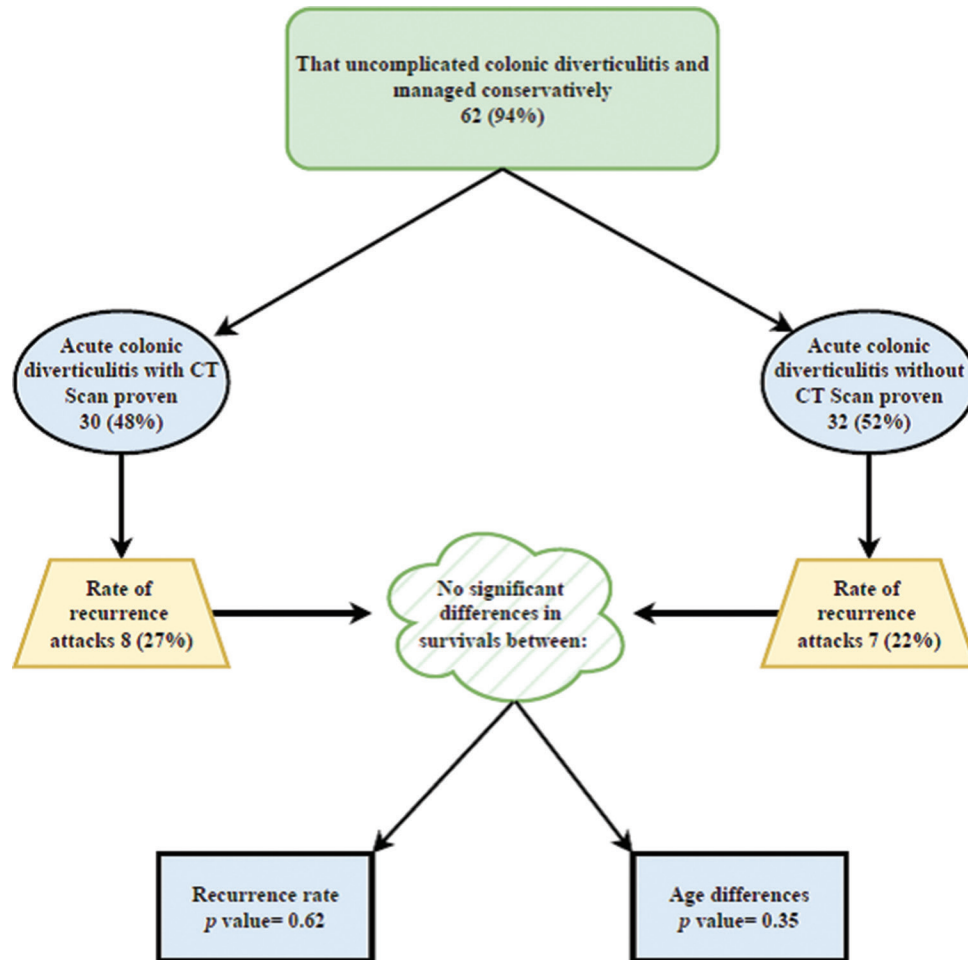 That uncomplicated colonic diverticulitis and
managed conservatively
62 (94%)
Acute colonic
diverticulitis with CT
Scan proven
30 (48%)
Acute colonic
diverticulitis without
CT Scan proven
32 (52%)
Rate of
recurrence
attacks 8 (27%)
No significant
differences in
survivals between:
Rate of
recurrence
attacks 7 (22%)
Recurrence rate
p value= 0.62
Age differences
p value= 0.35